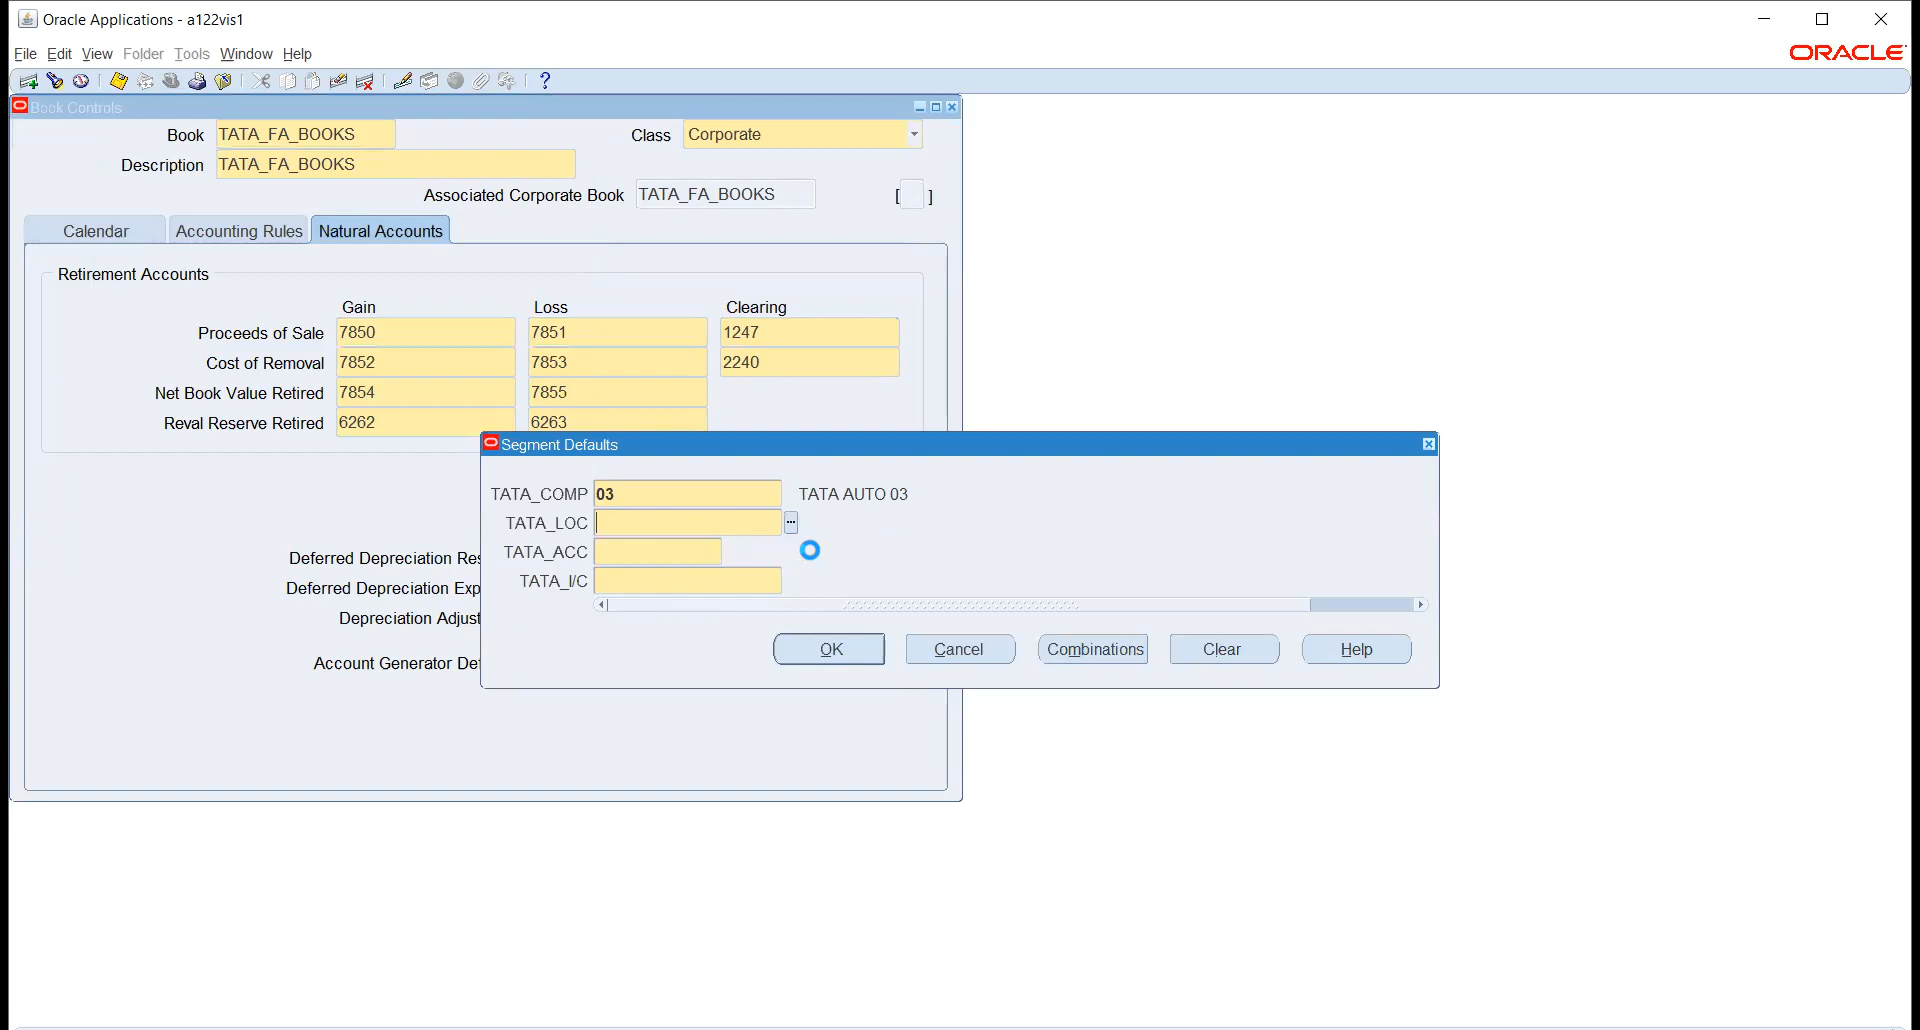 Oracle Applications - a122vis1
File Edit View Folder Tools Window Help
ORACLE
Book Controls
Book TATA_FA_BOOKS Class Corporate
Description TATA_FA_BOOKS
Associated Corporate Book TATA_FA_BOOKS [ ]
Calendar Accounting Rules Natural Accounts
Retirement Accounts
Gain Loss Clearing
Proceeds of Sale 7850 7851 1247
Cost of Removal 7852 7853 2240
Net Book Value Retired 7854 7855
Reval Reserve Retired 6262 6263
Segment Defaults
TATA_COMP 03 TATA AUTO 03
TATA_LOC ...
TATA_ACC
TATA_I/C
Deferred Depreciation Res
Deferred Depreciation Exp
Depreciation Adjust
Account Generator De
OK Cancel Combinations Clear Help